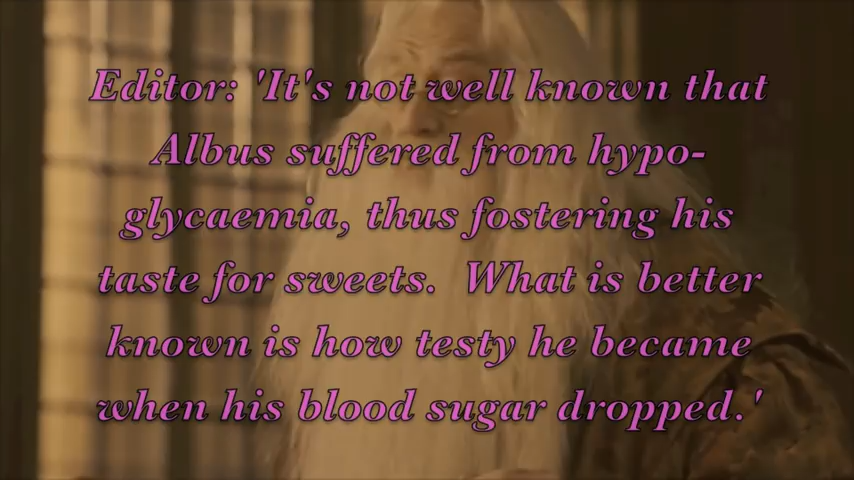 Editor: 'It's not well known that
Albus suffered from hypo-
glycaemia, thus fostering his
taste for sweets.  What is better
known is how testy he became
when his blood sugar dropped.'